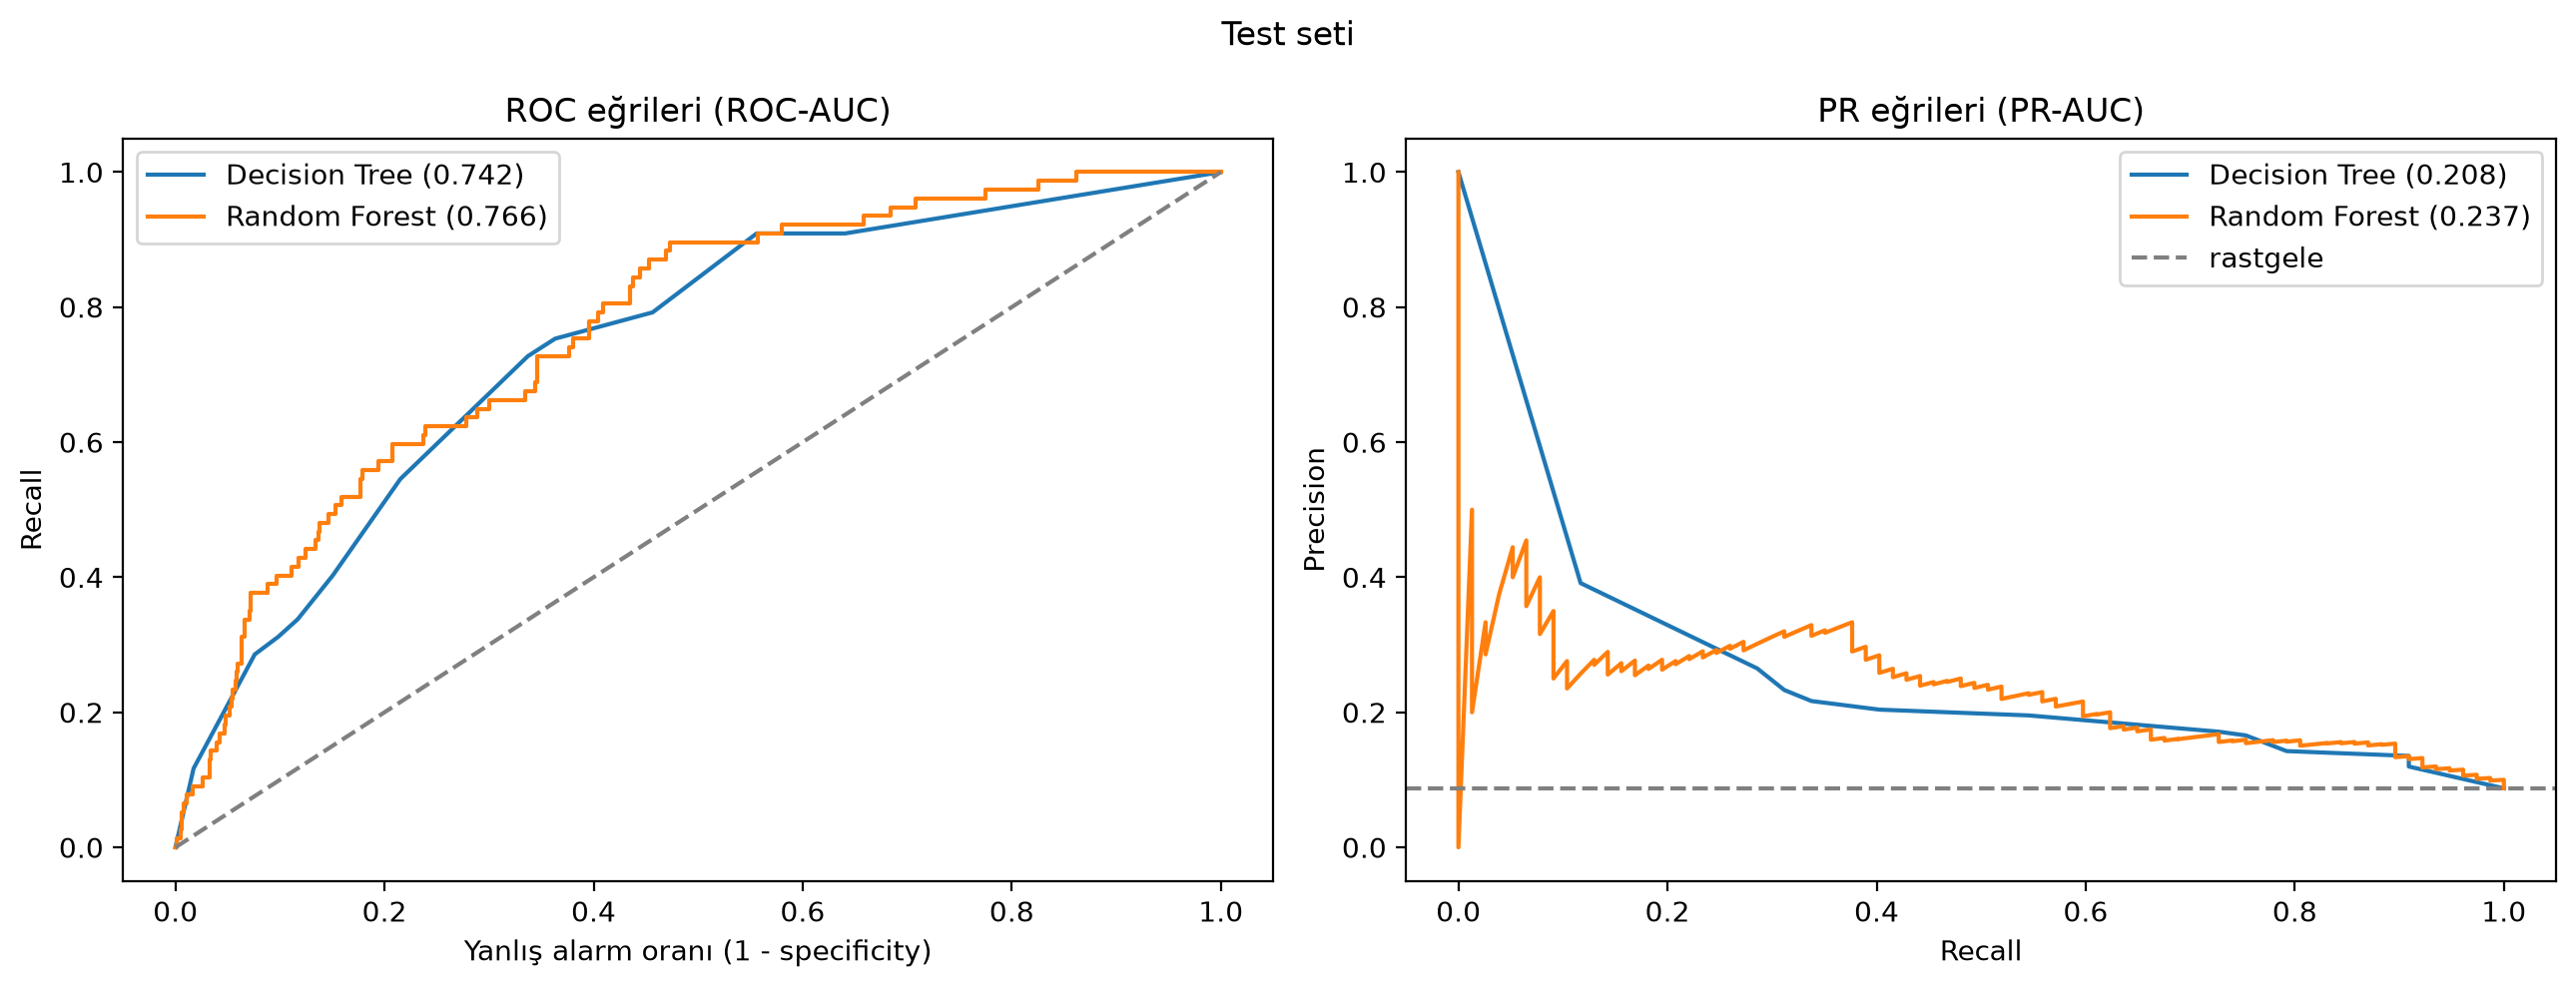 Test seti
ROC eğrileri (ROC-AUC)
Decision Tree (0.742)
Random Forest (0.766)
Recall
1.0
0.8
0.6
0.4
0.2
0.0
0.0 0.2 0.4 0.6 0.8 1.0
Yanlış alarm oranı (1 - specificity)
PR eğrileri (PR-AUC)
Decision Tree (0.208)
Random Forest (0.237)
rastgele
Precision
1.0
0.8
0.6
0.4
0.2
0.0
0.0 0.2 0.4 0.6 0.8 1.0
Recall